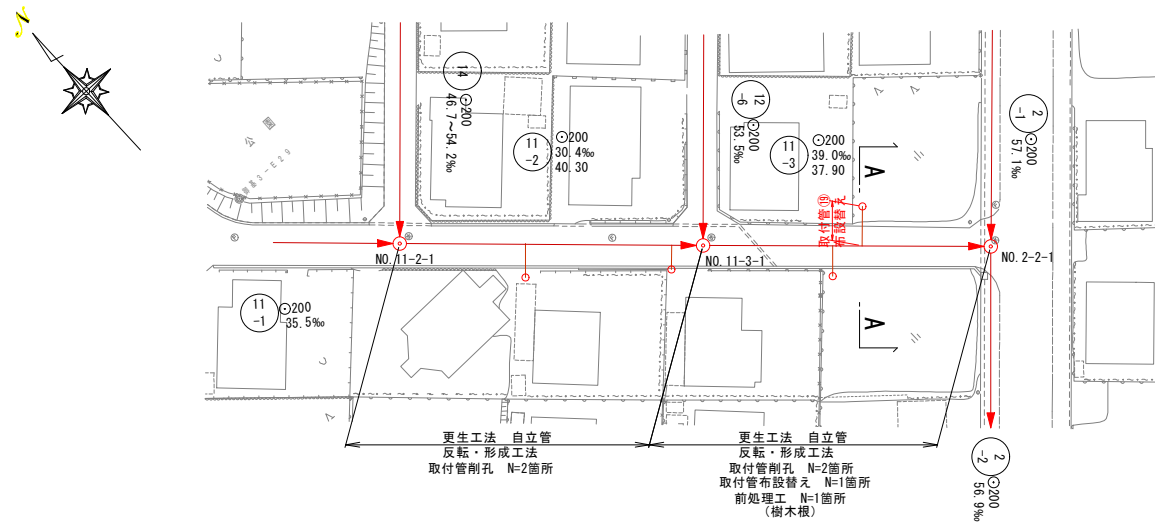 N
公園
御基3-E29
14
⊙200
46.7~54.2‰
11
-2
⊙200
30.4‰
40.30
12
-6
⊙200
53.5‰
11
-3
⊙200
39.0‰
37.90
A
2
-1
⊙200
57.1‰
取付管⑲
布設替え
NO.11-2-1
NO.11-3-1
NO.2-2-1
11
-1
⊙200
35.5‰
A
更生工法 自立管
反転・形成工法
取付管削孔 N=2箇所
更生工法 自立管
反転・形成工法
取付管削孔 N=2箇所
取付管布設替え N=1箇所
前処理工 N=1箇所
(樹木根)
2
-2
⊙200
56.9‰